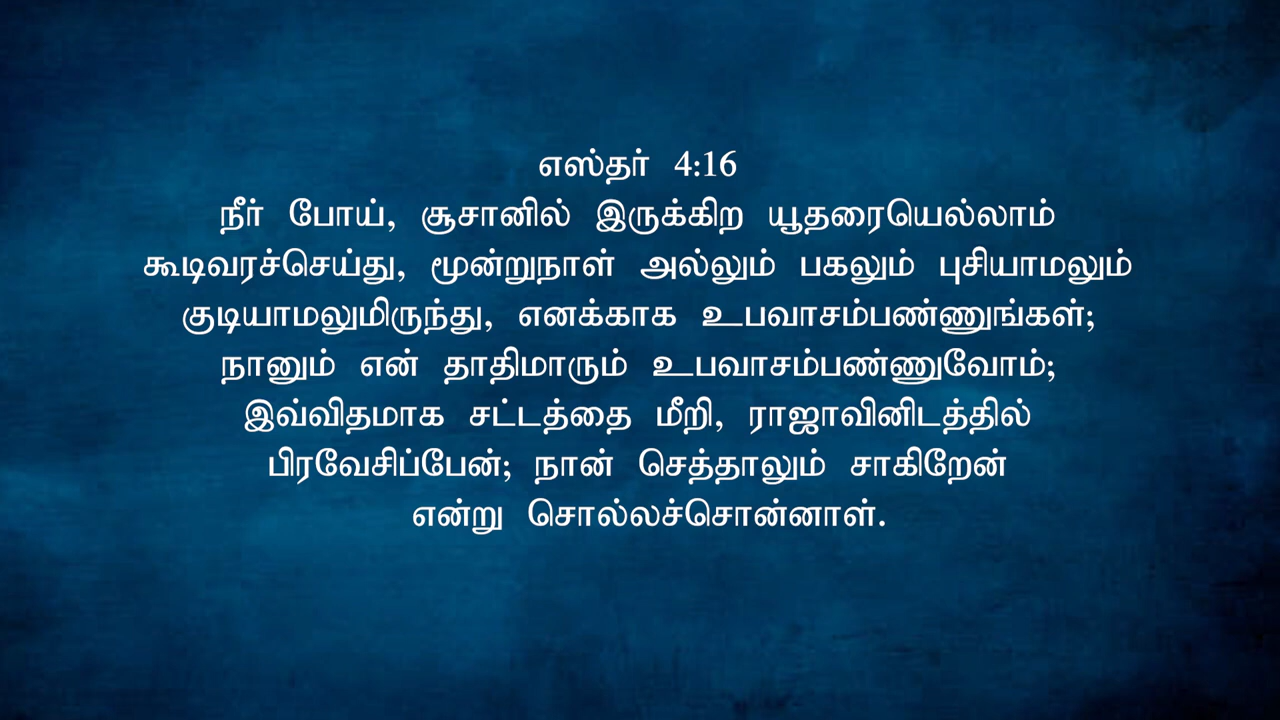 எஸ்தர் 4:16
நீர் போய், சூசானில் இருக்கிற யூதரையெல்லாம்
கூடிவரச்செய்து, மூன்றுநாள் அல்லும் பகலும் புசியாமலும்
குடியாமலுமிருந்து, எனக்காக உபவாசம்பண்ணுங்கள்;
நானும் என் தாதிமாரும் உபவாசம்பண்ணுவோம்;
இவ்விதமாக சட்டத்தை மீறி, ராஜாவினிடத்தில்
பிரவேசிப்பேன்; நான் செத்தாலும் சாகிறேன்
என்று சொல்லச்சொன்னாள்.